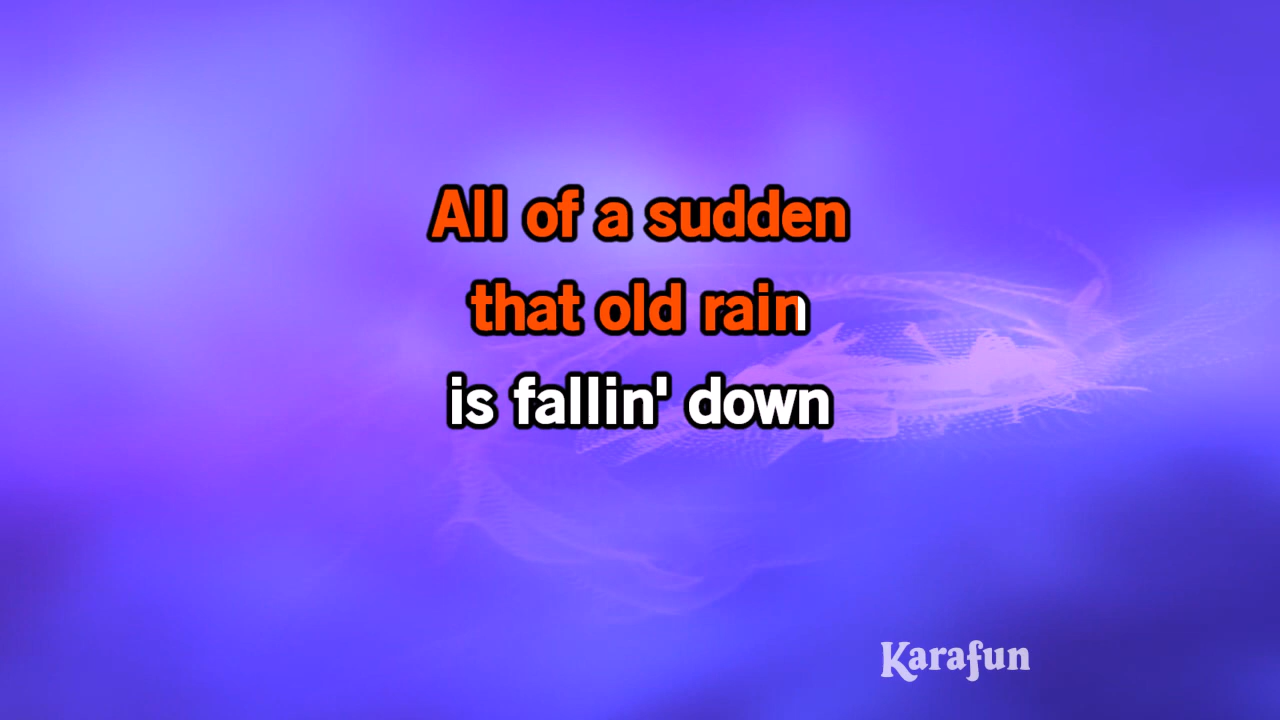 All of a sudden
that old rain
is fallin' down
Karafun